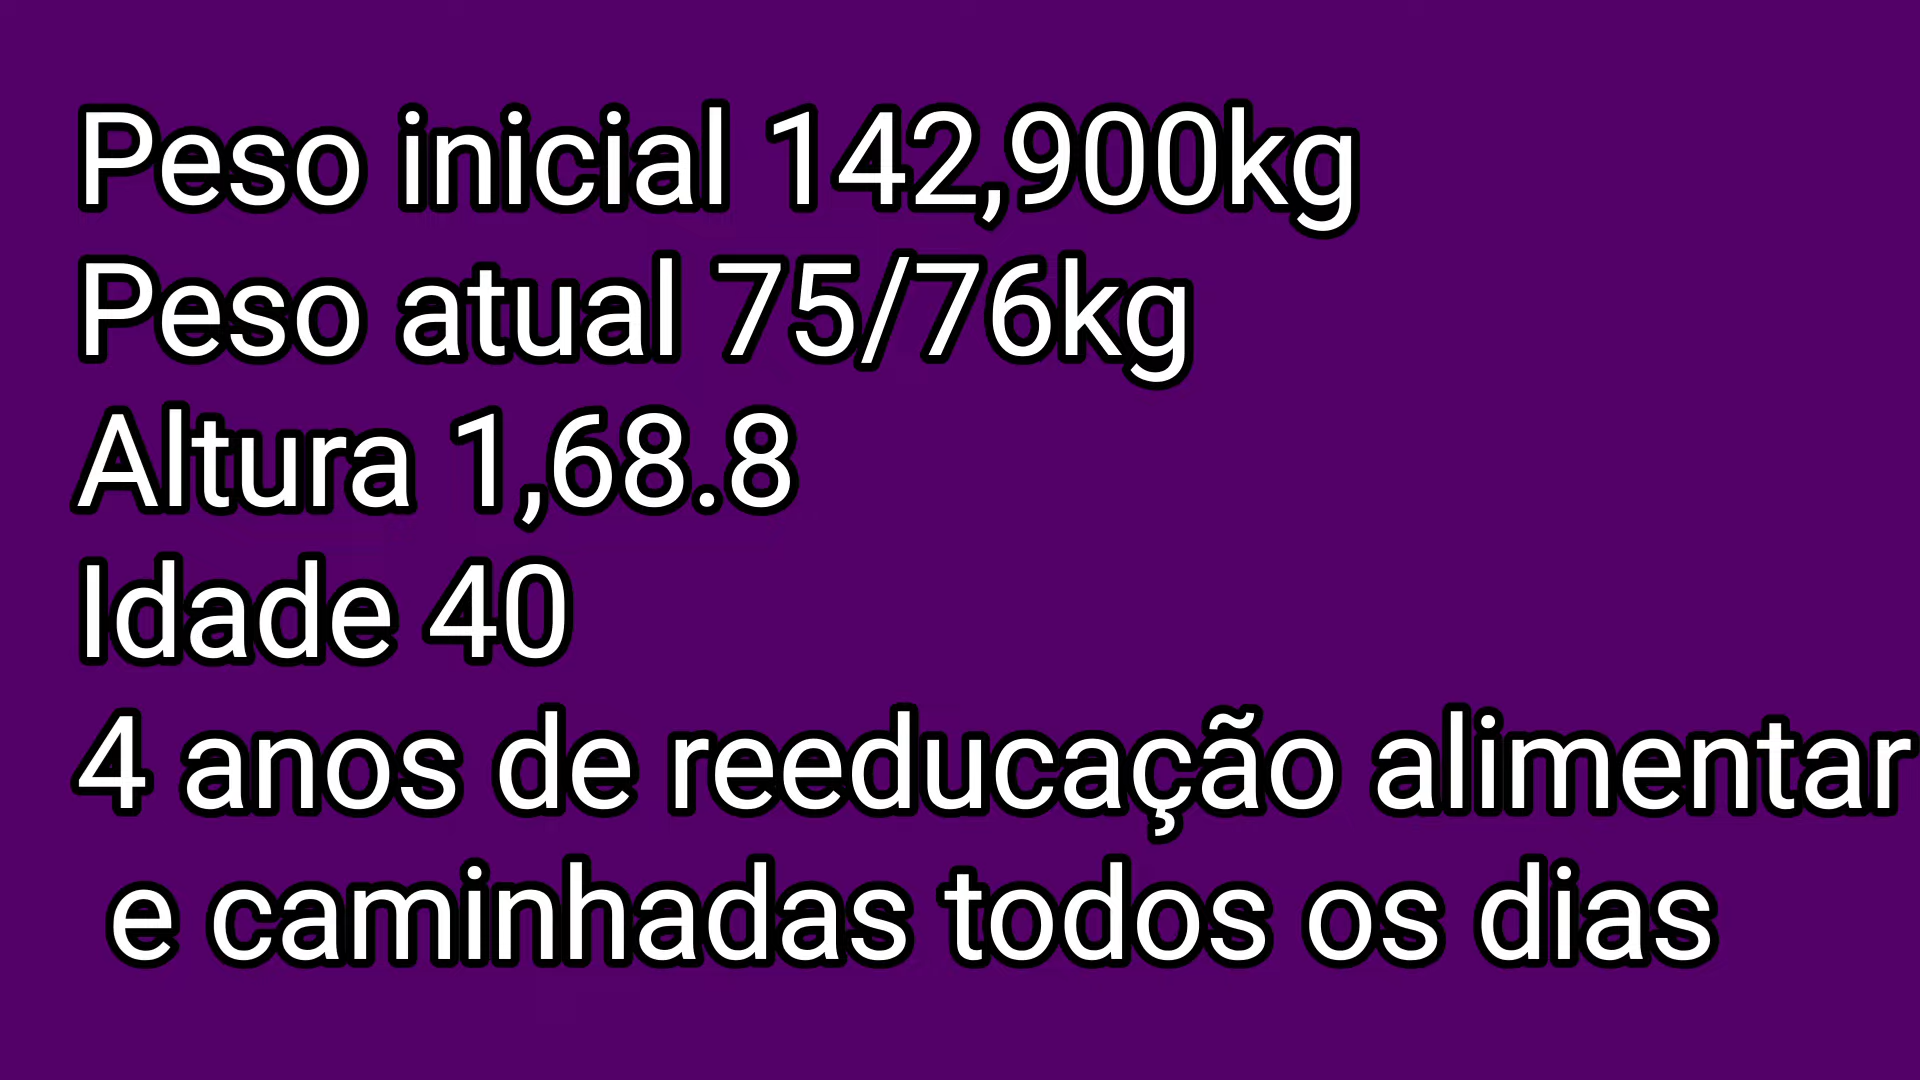 Peso inicial 142,900kg
Peso atual 75/76kg
Altura 1,68.8
Idade 40
4 anos de reeducação alimentar
e caminhadas todos os dias